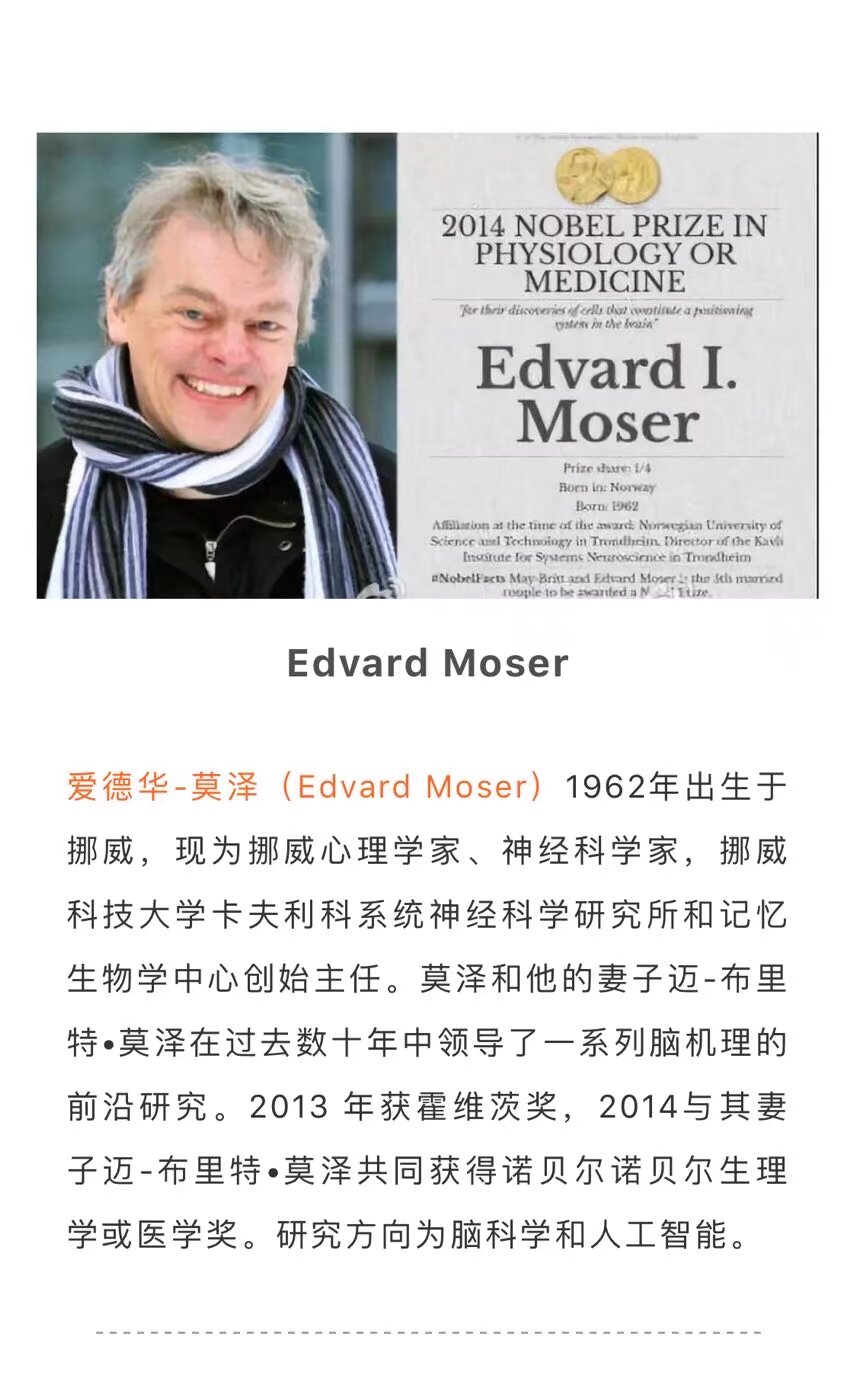 2014 NOBEL PRIZE IN
PHYSIOLOGY OR
MEDICINE
"for their discoveries of cells that constitute a positioning
system in the brain"
Edvard I.
Moser
Prize share: 1/4
Born in: Norway
Born: 1962
Affiliation at the time of the award: Norwegian University of
Science and Technology in Trondheim, Director of the Kavli
Institute for Systems Neuroscience in Trondheim
#NobelFacts May-Britt and Edvard Moser the 5th married
couple to be awarded a
Edvard Moser
爱德华-莫泽（Edvard Moser）1962年出生于
挪威，现为挪威心理学家、神经科学家，挪威
科技大学卡夫利科系统神经科学研究所和记忆
生物学中心创始主任。莫泽和他的妻子迈-布里
特•莫泽在过去数十年中领导了一系列脑机理的
前沿研究。2013 年获霍维茨奖，2014与其妻
子迈-布里特•莫泽共同获得诺贝尔诺贝尔生理
学或医学奖。研究方向为脑科学和人工智能。